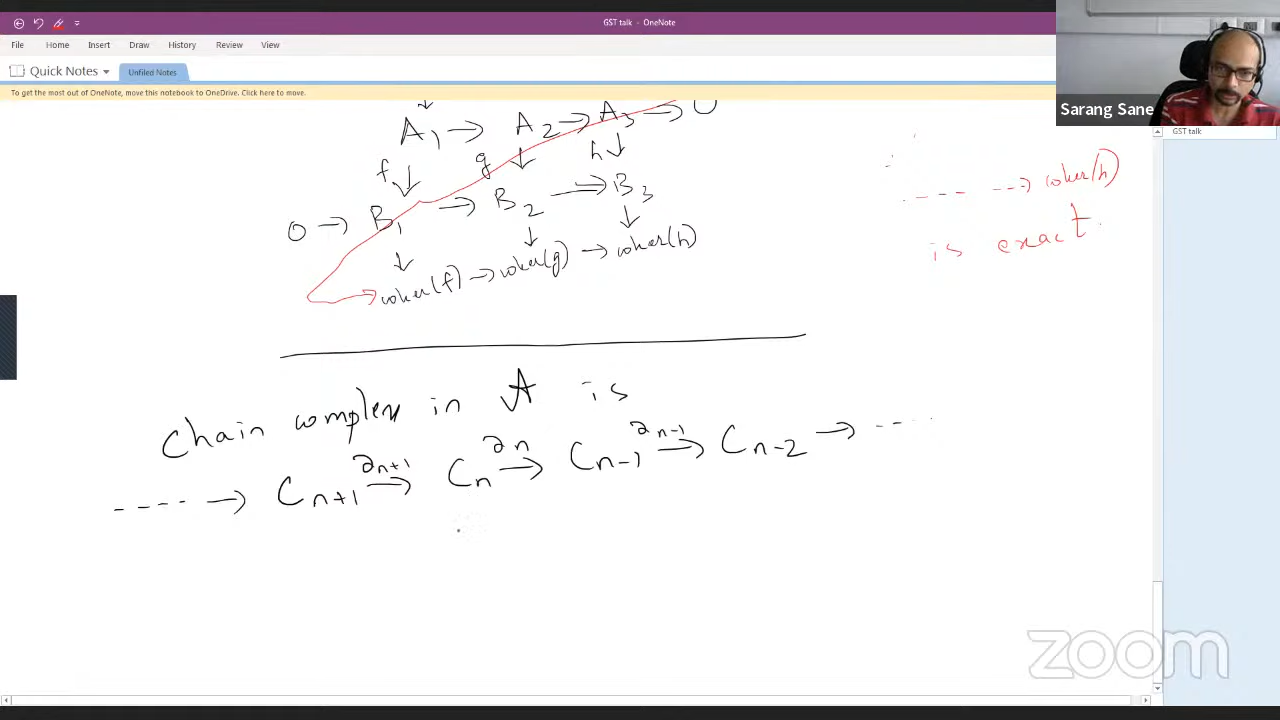 GST talk - OneNote
File Home Insert Draw History Review View
Quick Notes Unfiled Notes
To get the most of OneNote, move this notebook to OneDrive. Click here to move.
Sarang Sane
GST talk
A₁ → A₂ → A₃ → 0
f ↓ g ↓ h ↓
0 → B₁ → B₂ → B₃
↓ ↓ ↓
coker(f) → coker(g) → coker(h)
---- --→ coker(h)
is exact.
Chain complex in A is
---- → Cₙ₊₁ →∂ₙ₊₁ Cₙ →∂ₙ Cₙ₋₁ →∂ₙ₋₁ Cₙ₋₂ → ----
zoom